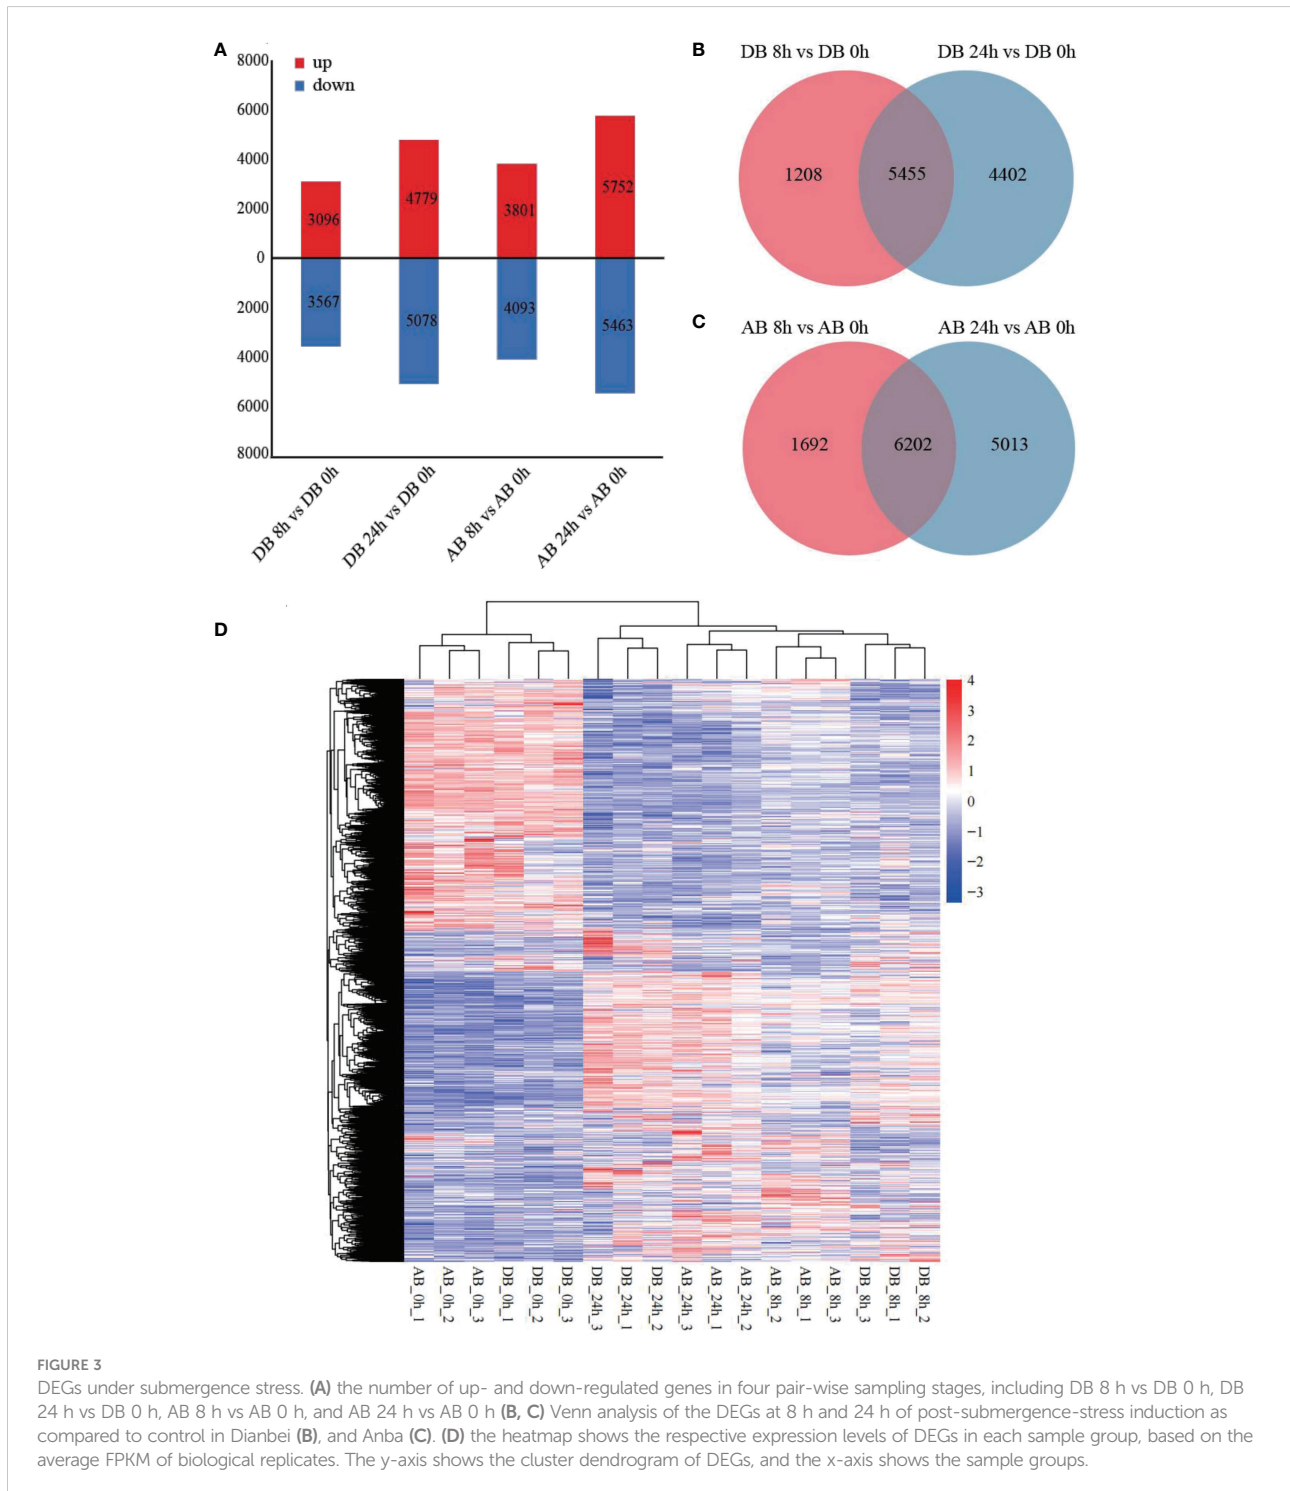 A
8000
6000
4000
2000
0
2000
4000
6000
8000
up
down
3096
4779
3801
5752
3567
5078
4093
5463
DB 8h vs DB 0h
DB 24h vs DB 0h
AB 8h vs AB 0h
AB 24h vs AB 0h
B
DB 8h vs DB 0h
DB 24h vs DB 0h
1208
5455
4402
C
AB 8h vs AB 0h
AB 24h vs AB 0h
1692
6202
5013
D
4
3
2
1
0
−1
−2
−3
AB_0h_1
AB_0h_2
AB_0h_3
DB_0h_1
DB_0h_2
DB_0h_3
DB_24h_3
DB_24h_1
DB_24h_2
AB_24h_3
AB_24h_1
AB_24h_2
AB_8h_2
AB_8h_1
AB_8h_3
DB_8h_3
DB_8h_1
DB_8h_2
FIGURE 3
DEGs under submergence stress. (A) the number of up- and down-regulated genes in four pair-wise sampling stages, including DB 8 h vs DB 0 h, DB
24 h vs DB 0 h, AB 8 h vs AB 0 h, and AB 24 h vs AB 0 h (B, C) Venn analysis of the DEGs at 8 h and 24 h of post-submergence-stress induction as
compared to control in Dianbei (B), and Anba (C). (D) the heatmap shows the respective expression levels of DEGs in each sample group, based on the
average FPKM of biological replicates. The y-axis shows the cluster dendrogram of DEGs, and the x-axis shows the sample groups.